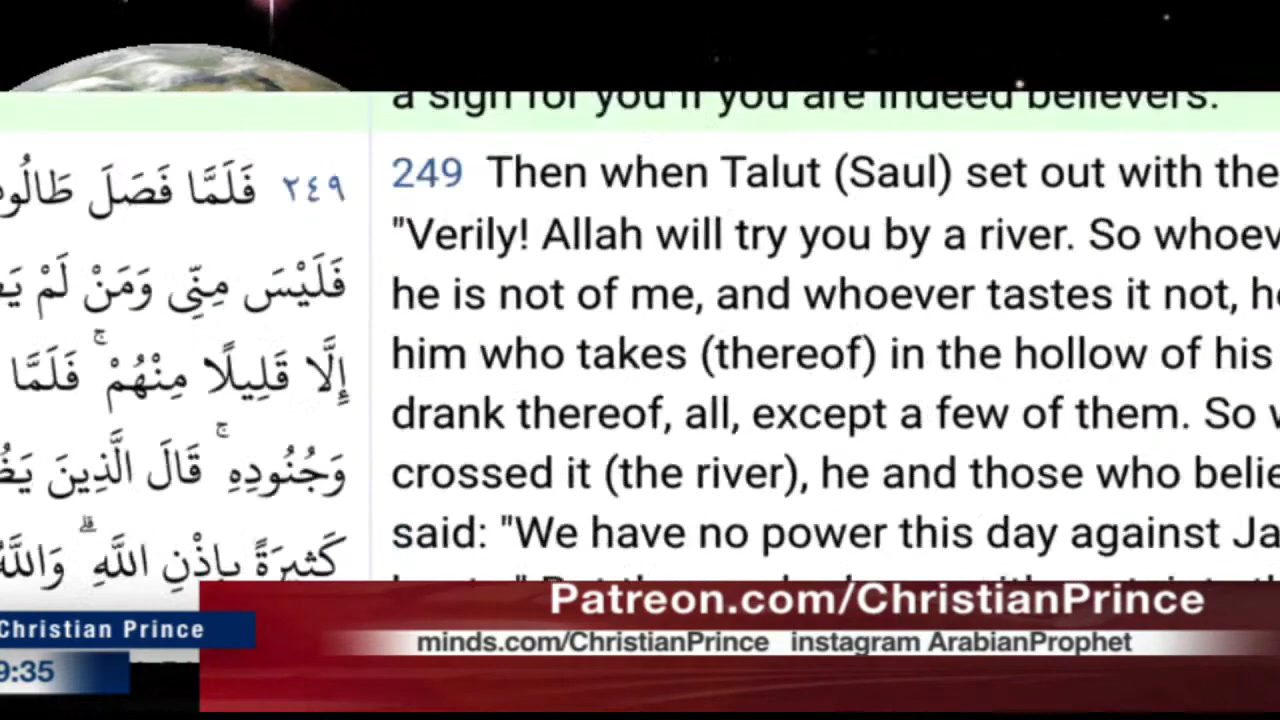 a sign for you if you are indeed believers.
249 Then when Talut (Saul) set out with the
"Verily! Allah will try you by a river. So whoev
he is not of me, and whoever tastes it not, he
him who takes (thereof) in the hollow of his
drank thereof, all, except a few of them. So w
crossed it (the river), he and those who belie
said: "We have no power this day against Ja
٢٤٩ فَلَمَّا فَصَلَ طَالُو
فَلَيْسَ مِنِّي وَمَنْ لَمْ يَ
إِلَّا قَلِيلًا مِنْهُمْ ۚ فَلَمَّا
وَجُنُودِهِ ۚ قَالَ الَّذِينَ يَظُ
كَثِيرَةً بِإِذْنِ اللَّهِ ۗ وَاللَّهُ
Patreon.com/ChristianPrince
minds.com/ChristianPrince instagram ArabianProphet
Christian Prince
9:35